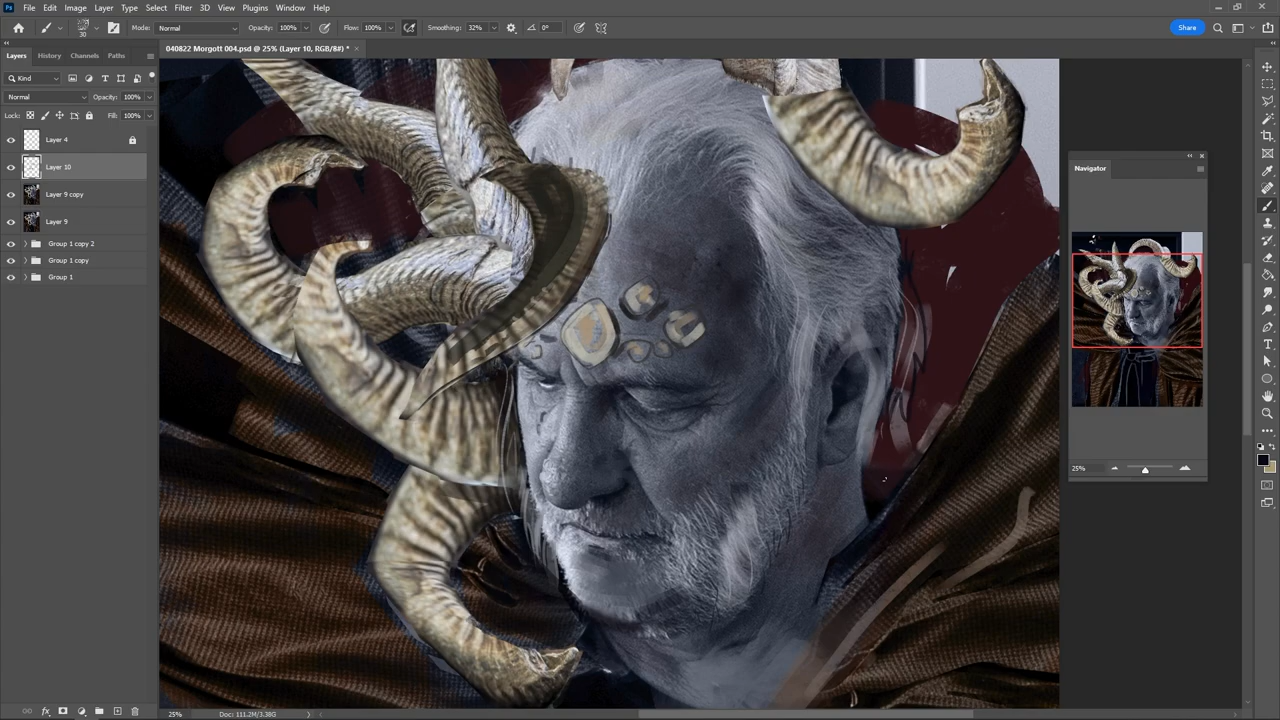 File Edit Image Layer Type Select Filter 3D View Plugins Window Help
30 Mode: Normal Opacity: 100% Flow: 100% Smoothing: 32% 0° Share
Layers History Channels Paths
040822 Morgott 004.psd @ 25% (Layer 10, RGB/8#) *
Kind
Normal Opacity: 100%
Lock: Fill: 100%
Layer 4
Layer 10
Layer 9 copy
Layer 9
Group 1 copy 2
Group 1 copy
Group 1
Navigator
25%
25% Doc: 111.2M/3.38G